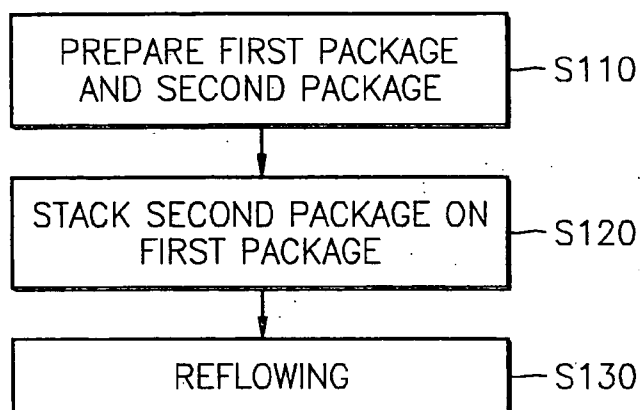 PREPARE FIRST PACKAGE
AND SECOND PACKAGE
S110
STACK SECOND PACKAGE ON
FIRST PACKAGE
S120
REFLOWING
S130